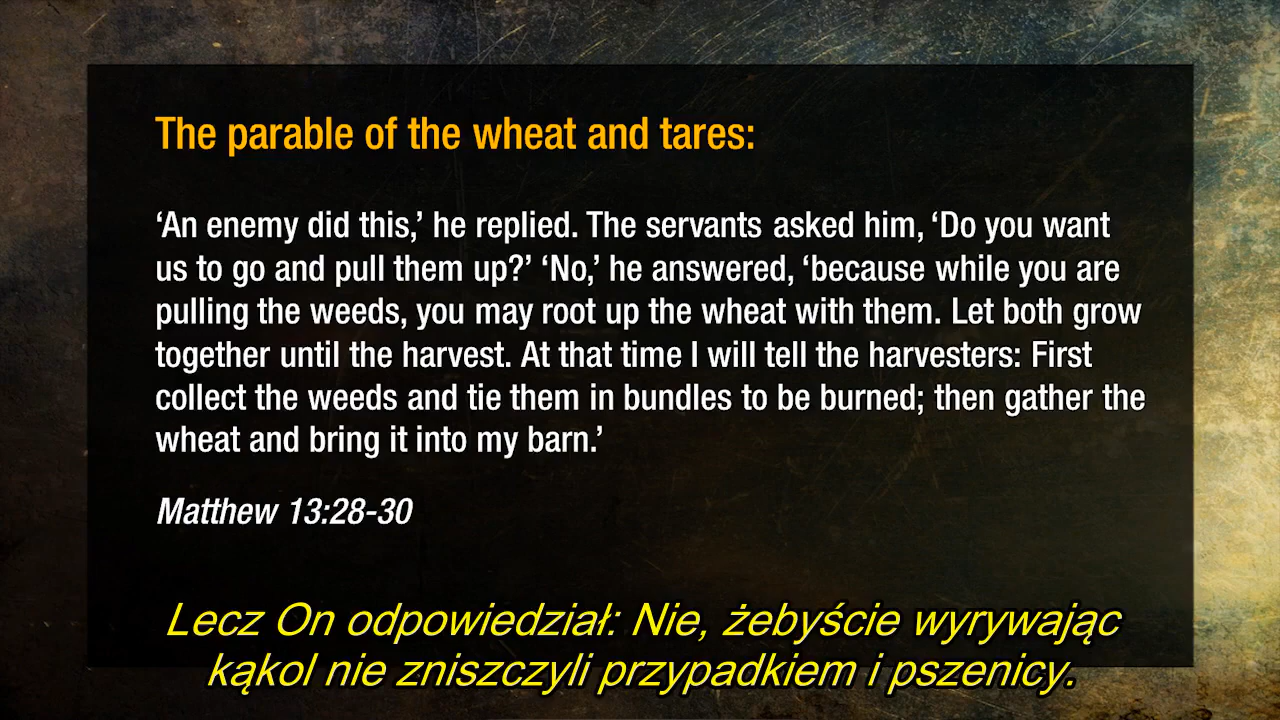 The parable of the wheat and tares:
‘An enemy did this,’ he replied. The servants asked him, ‘Do you want
us to go and pull them up?’ ‘No,’ he answered, ‘because while you are
pulling the weeds, you may root up the wheat with them. Let both grow
together until the harvest. At that time I will tell the harvesters: First
collect the weeds and tie them in bundles to be burned; then gather the
wheat and bring it into my barn.’
Matthew 13:28-30
Lecz On odpowiedział: Nie, żebyście wyrywając
kąkol nie zniszczyli przypadkiem i pszenicy.